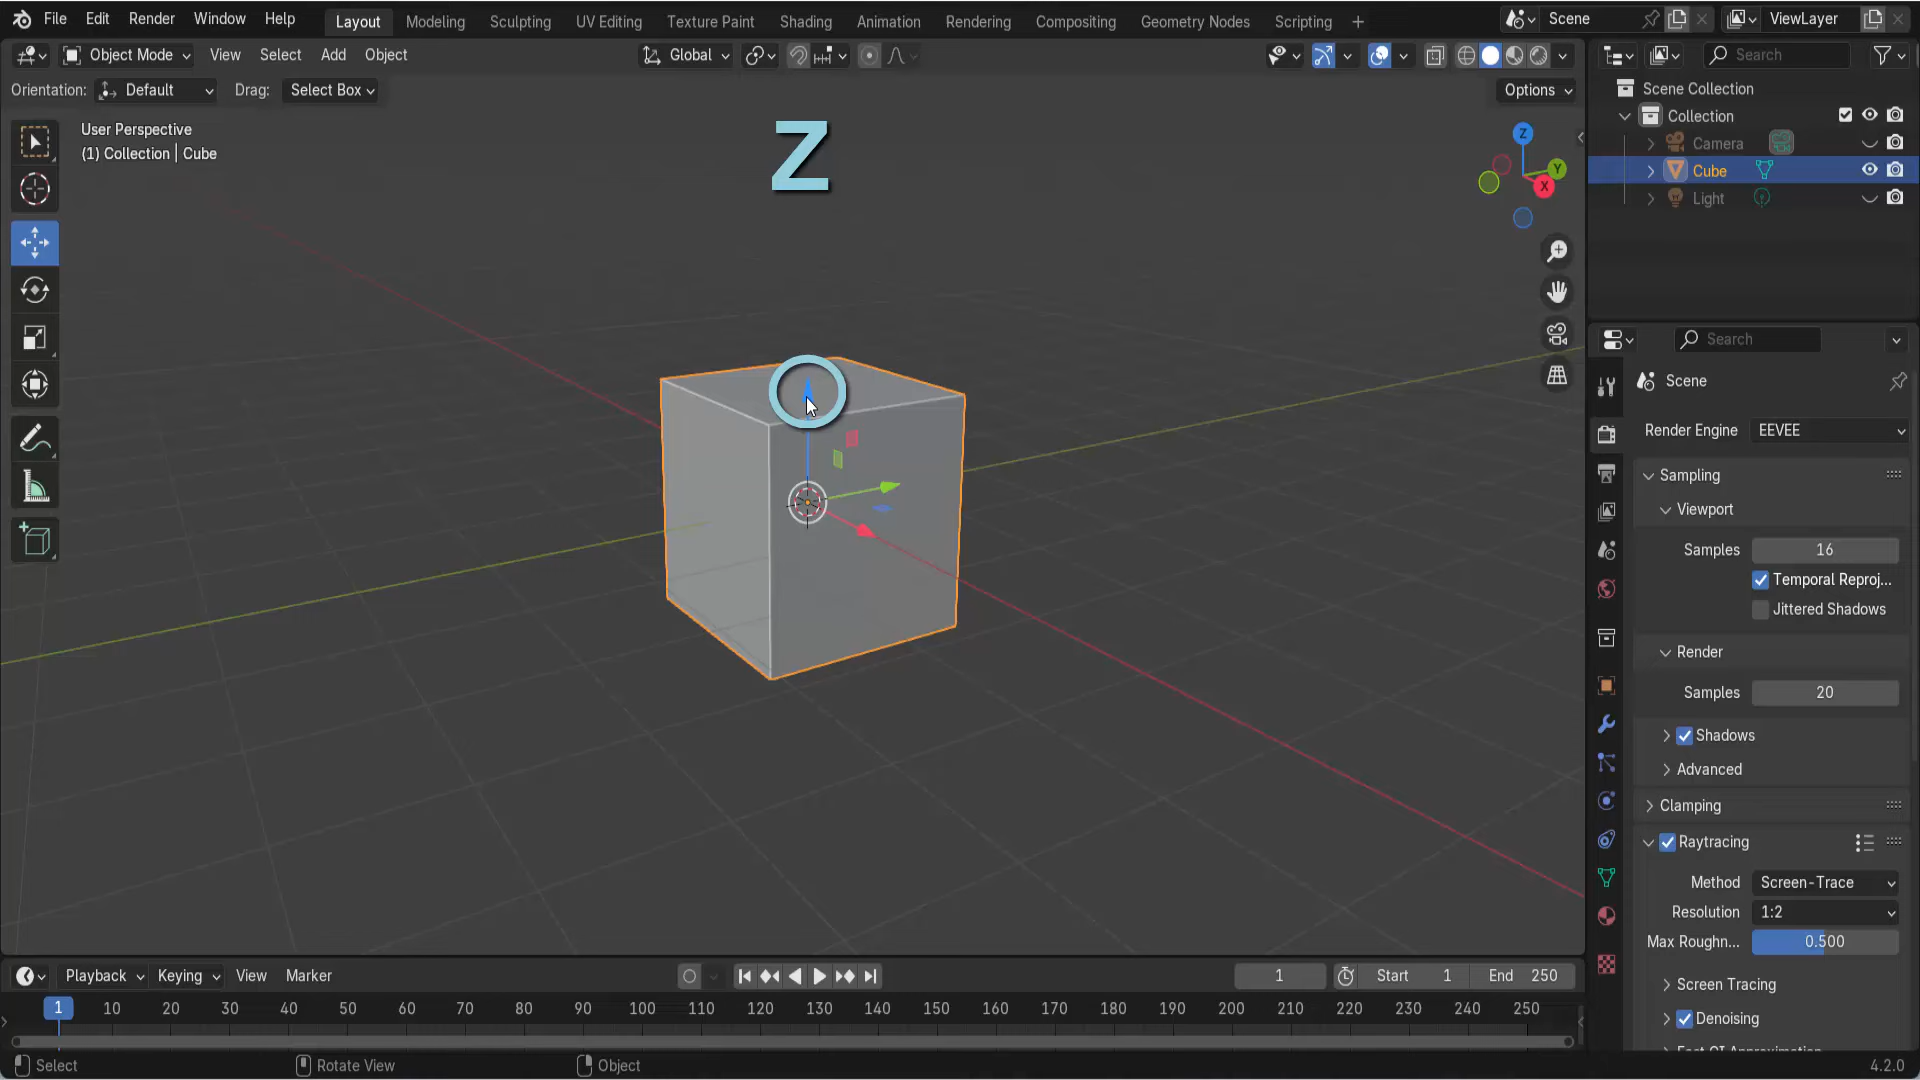 File Edit Render Window Help Layout Modeling Sculpting UV Editing Texture Paint Shading Animation Rendering Compositing Geometry Nodes Scripting + Scene ViewLayer
Object Mode View Select Add Object Global Search
Orientation: Default Drag: Select Box Options
Scene Collection
Collection
Camera
Cube
Light
User Perspective
(1) Collection | Cube
Z
Z
Y
X
Search
Scene
Render Engine EEVEE
Sampling
Viewport
Samples 16
Temporal Reproj...
Jittered Shadows
Render
Samples 20
Shadows
Advanced
Clamping
Raytracing
Method Screen-Trace
Resolution 1:2
Max Roughn... 0.500
Screen Tracing
Denoising
Playback Keying View Marker 1 Start 1 End 250
1 10 20 30 40 50 60 70 80 90 100 110 120 130 140 150 160 170 180 190 200 210 220 230 240 250
Select Rotate View Object 4.2.0